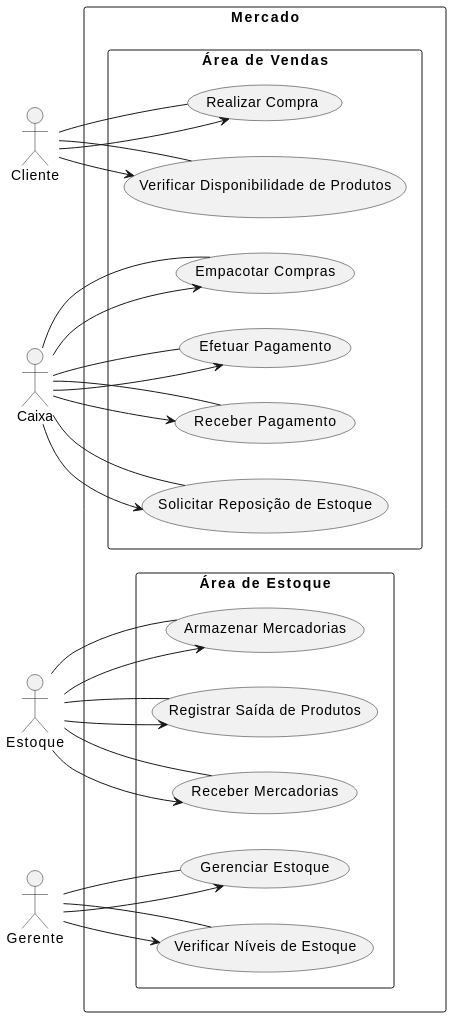 Mercado
Área de Vendas
Realizar Compra
Cliente
Verificar Disponibilidade de Produtos
Empacotar Compras
Efetuar Pagamento
Caixa
Receber Pagamento
Solicitar Reposição de Estoque
Área de Estoque
Armazenar Mercadorias
Registrar Saída de Produtos
Estoque
Receber Mercadorias
Gerenciar Estoque
Gerente
Verificar Níveis de Estoque